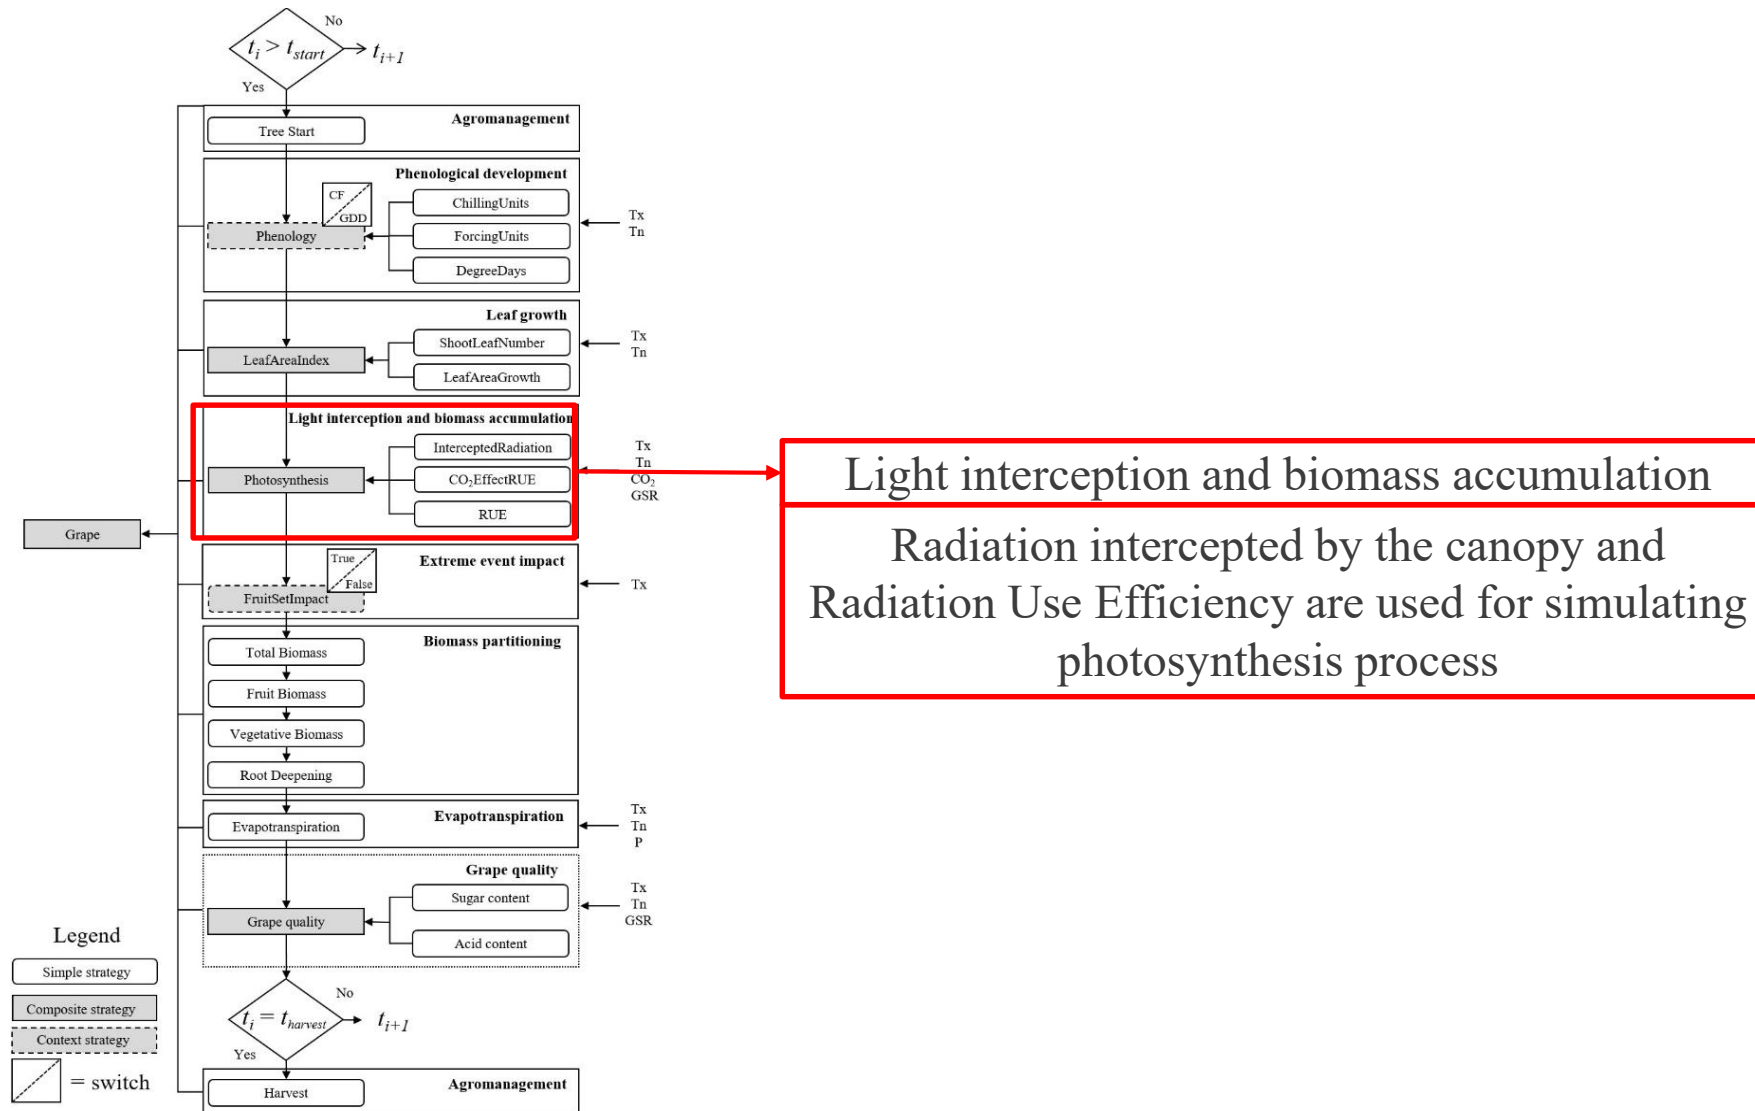 No
tᵢ > t_start
t_i+1
Yes
Agromanagement
Tree Start
Phenological development
CF
GDD
ChillingUnits
Phenology
ForcingUnits
DegreeDays
Tx
Tn
Leaf growth
ShootLeafNumber
LeafAreaIndex
LeafAreaGrowth
Tx
Tn
Light interception and biomass accumulation
InterceptedRadiation
Photosynthesis
CO₂EffectRUE
RUE
Tx
Tn
CO₂
GSR
Grape
True
False
Extreme event impact
FruitSetImpact
Tx
Biomass partitioning
Total Biomass
Fruit Biomass
Vegetative Biomass
Root Deepening
Evapotranspiration
Evapotranspiration
Tx
Tn
P
Grape quality
Sugar content
Grape quality
Acid content
Tx
Tn
GSR
No
tᵢ = t_harvest
t_i+1
Yes
Agromanagement
Harvest
Legend
Simple strategy
Composite strategy
Context strategy
= switch
Light interception and biomass accumulation
Radiation intercepted by the canopy and
Radiation Use Efficiency are used for simulating
photosynthesis process